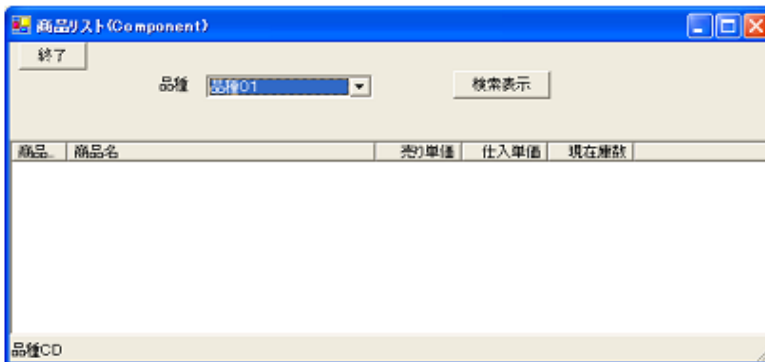 商品リスト(Component)
終了
品種 品種01 検索表示
商品... 商品名 売り単価 仕入単価 現在庫数
品種CD